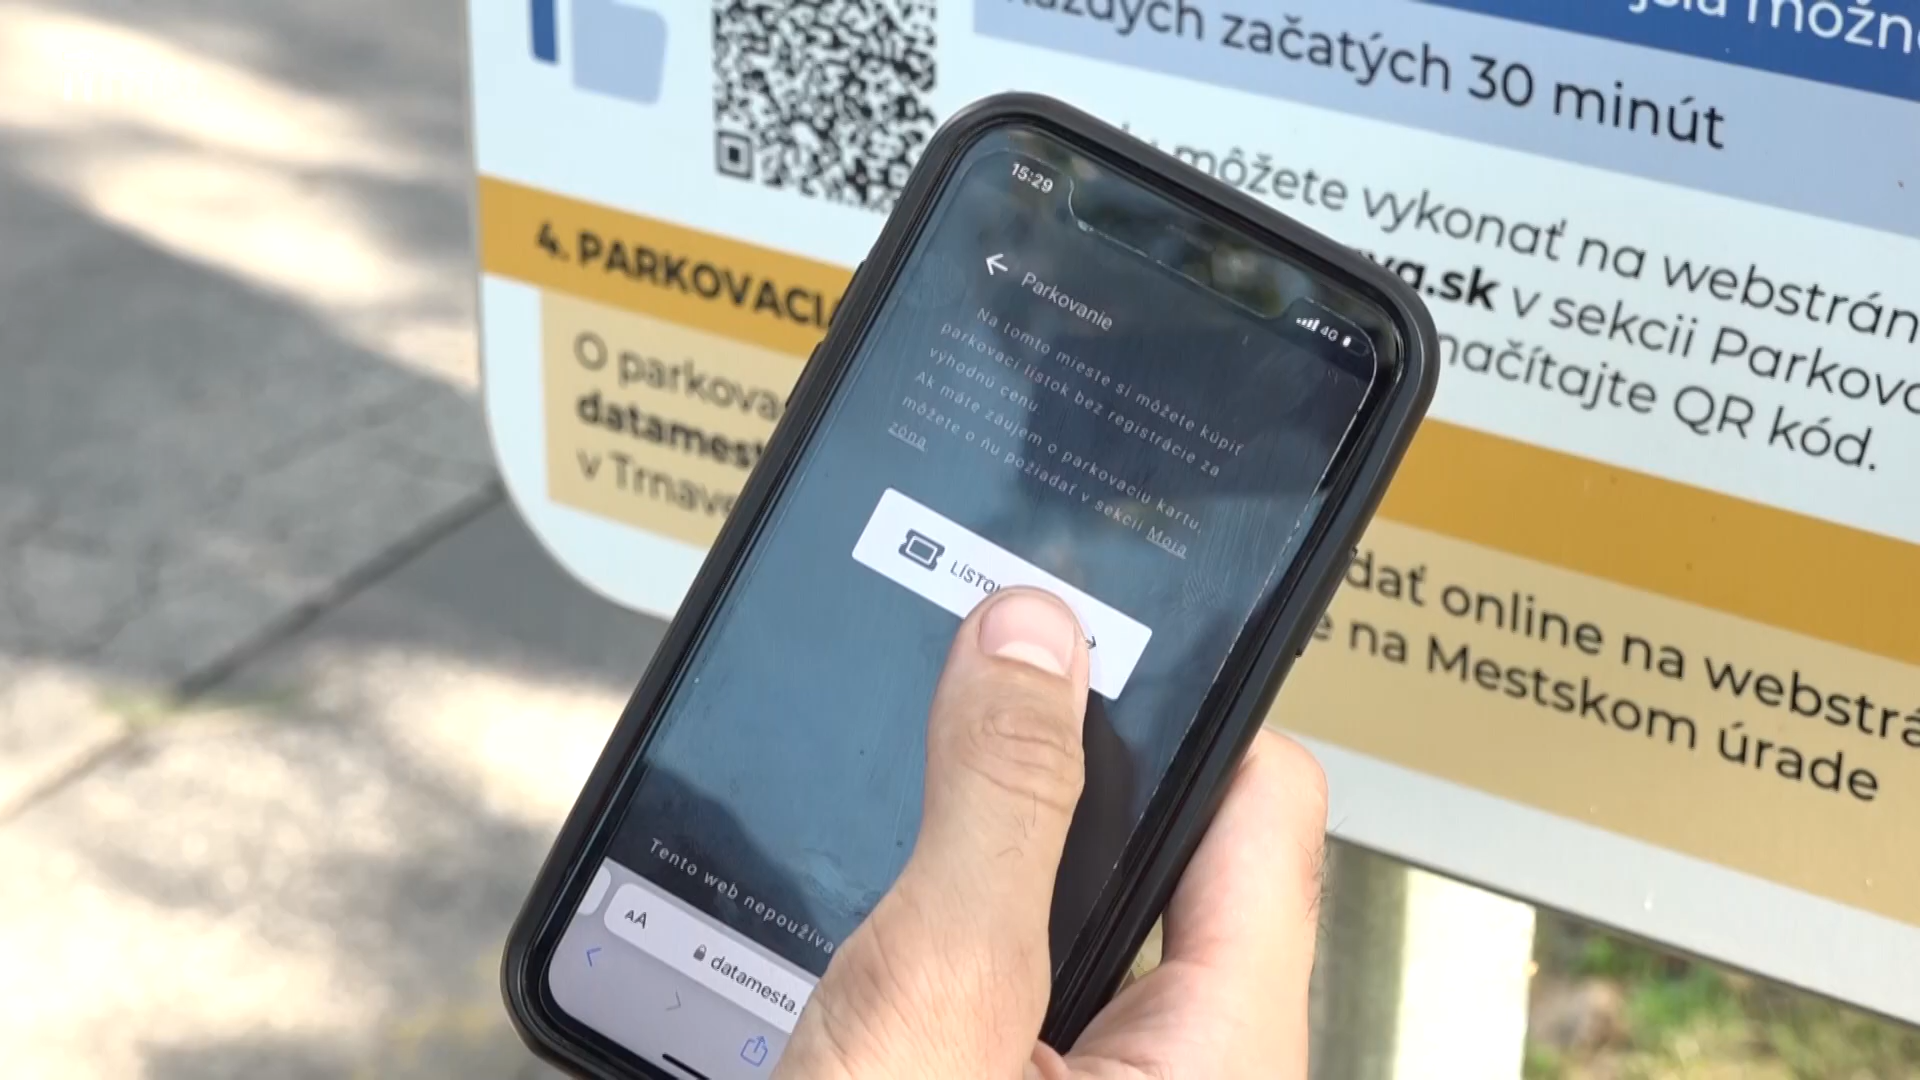 každých začatých 30 minút
môžete vykonať na webstrán
va.sk v sekcii Parkova
načítajte QR kód.
4. PARKOVACIA
O parkova
datamest
v Trnave
dať online na webstrá
e na Mestskom úrade
15:29
4G
Parkovanie
Na tomto mieste si môžete kúpiť
parkovací lístok bez registrácie za
výhodnú cenu.
Ak máte záujem o parkovaciu kartu,
môžete o ňu požiadať v sekcii Moja
zóna
LÍSTO
Tento web nepoužíva
AA
datamesta.